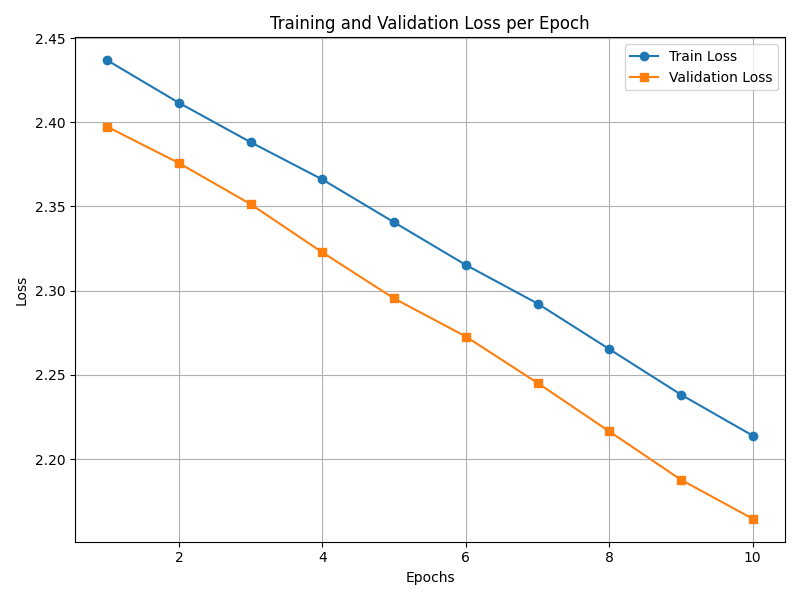 Training and Validation Loss per Epoch
2.45
2.40
2.35
2.30
2.25
2.20
Loss
Train Loss
Validation Loss
2
4
6
8
10
Epochs